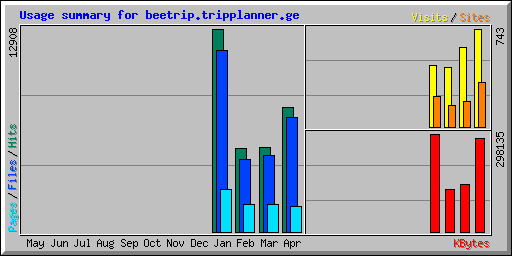 Usage summary for beetrip.tripplanner.ge
Visits / Sites
12908
743
Pages / Files / Hits
298135
May Jun Jul Aug Sep Oct Nov Dec Jan Feb Mar Apr
KBytes